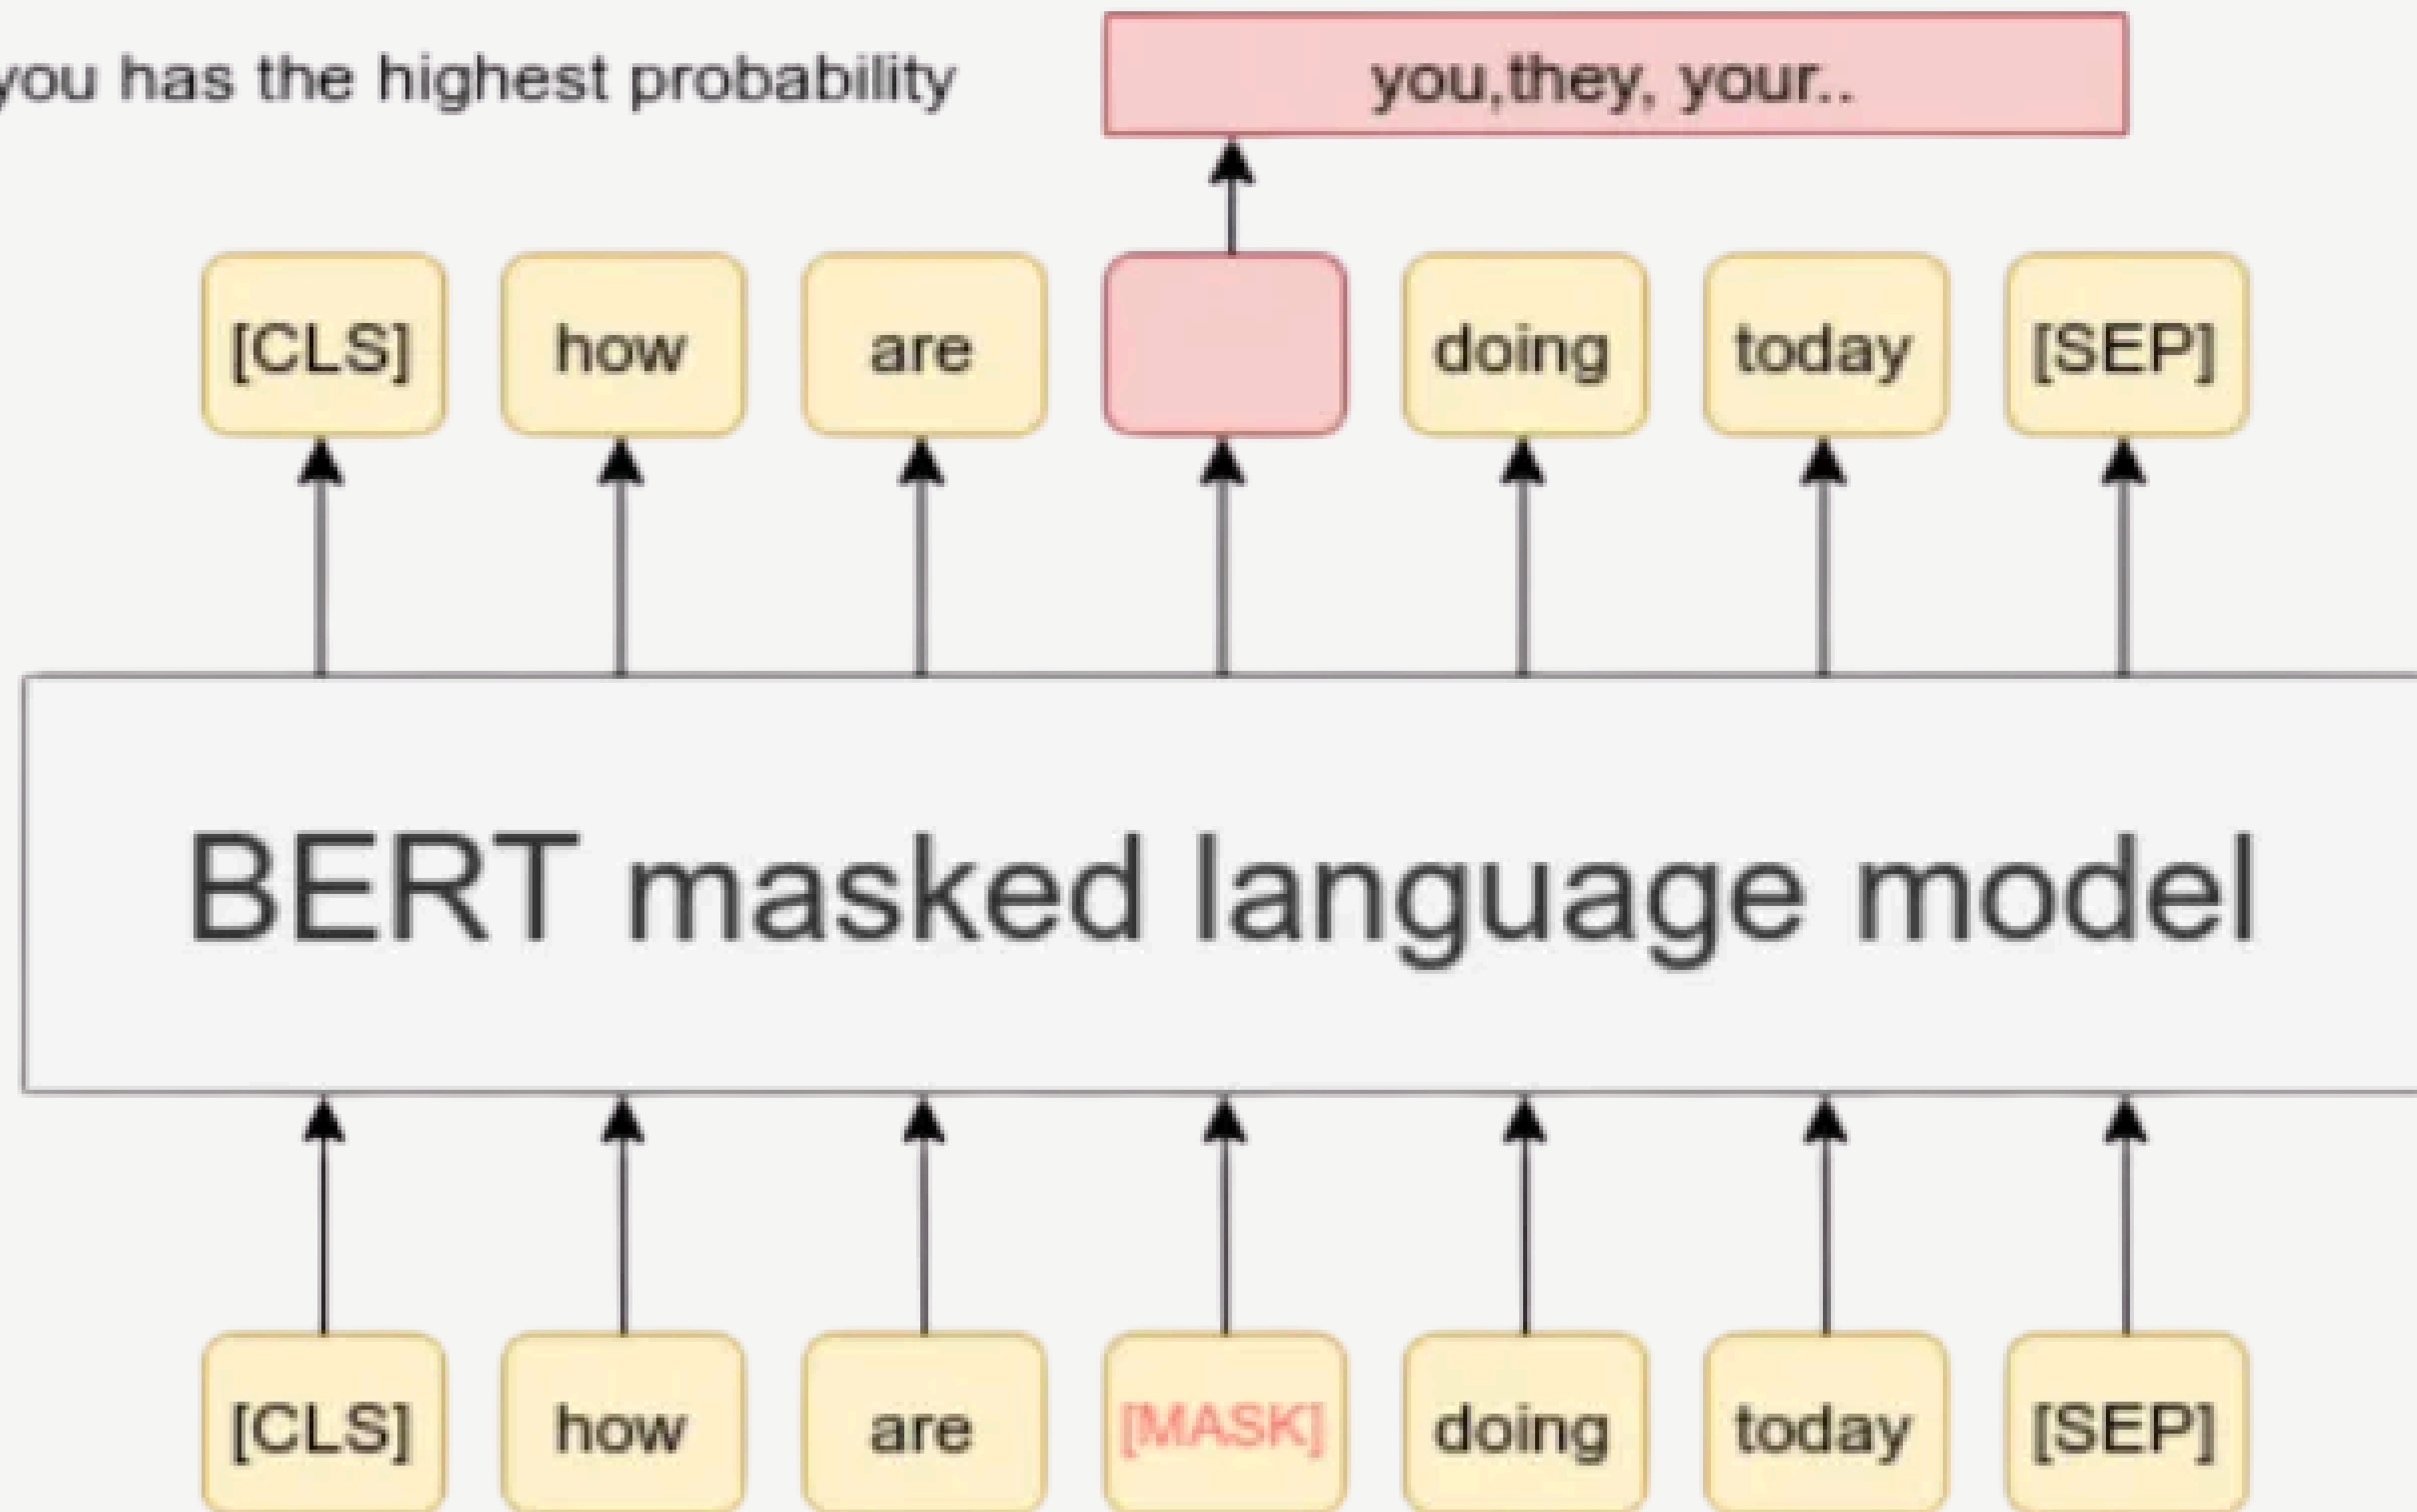 you has the highest probability
you,they, your..
[CLS] how are doing today [SEP]
BERT masked language model
[CLS] how are [MASK] doing today [SEP]